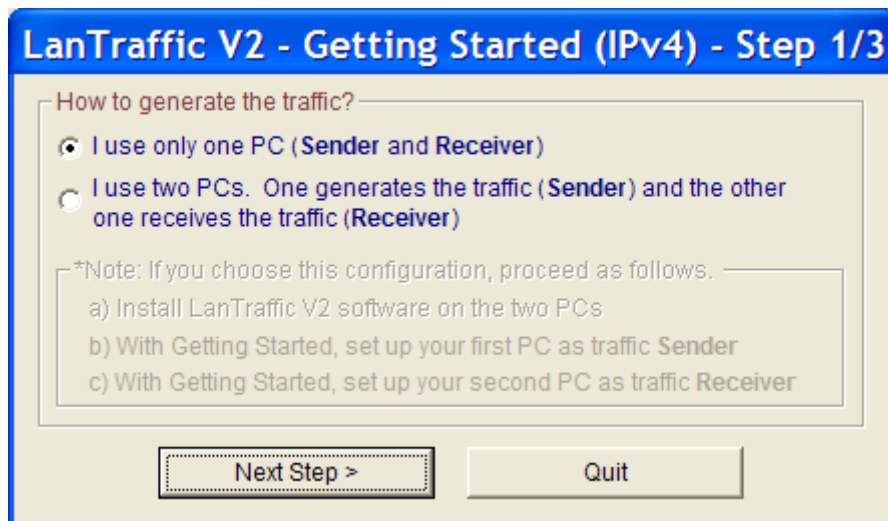 LanTraffic V2 - Getting Started (IPv4) - Step 1/3
How to generate the traffic?
I use only one PC (Sender and Receiver)
I use two PCs. One generates the traffic (Sender) and the other
one receives the traffic (Receiver)
*Note: If you choose this configuration, proceed as follows.
a) Install LanTraffic V2 software on the two PCs
b) With Getting Started, set up your first PC as traffic Sender
c) With Getting Started, set up your second PC as traffic Receiver
Next Step >
Quit